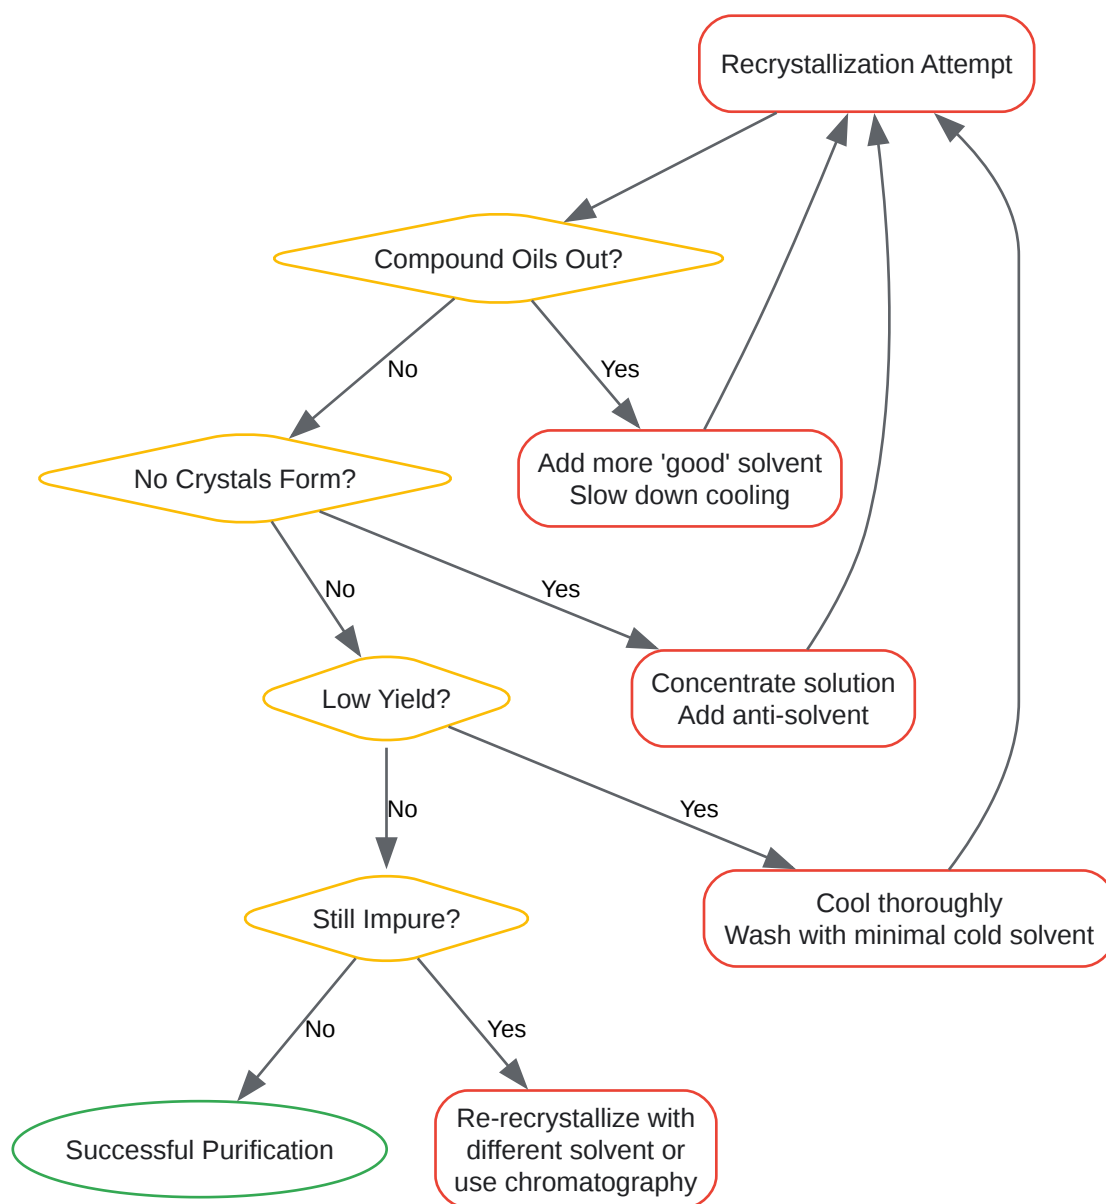 Recrystallization Attempt
Compound Oils Out?
No
Yes
No Crystals Form?
Add more 'good' solvent
Slow down cooling
No
Yes
Low Yield?
Concentrate solution
Add anti-solvent
No
Yes
Still Impure?
Cool thoroughly
Wash with minimal cold solvent
No
Yes
Successful Purification
Re-recrystallize with
different solvent or
use chromatography